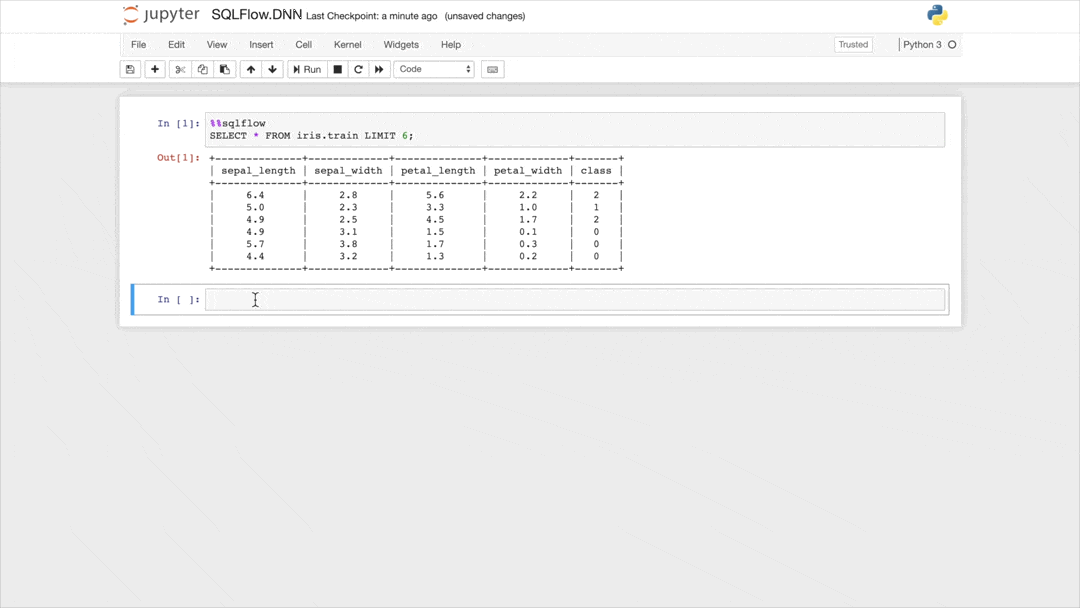 jupyter SQLFlow.DNN Last Checkpoint: a minute ago (unsaved changes)
File Edit View Insert Cell Kernel Widgets Help Trusted Python 3
Run Code
In [1]: %%sqlflow
SELECT * FROM iris.train LIMIT 6;
Out[1]: +--------------+-------------+--------------+-------------+-------+
| sepal_length | sepal_width | petal_length | petal_width | class |
+--------------+-------------+--------------+-------------+-------+
| 6.4 | 2.8 | 5.6 | 2.2 | 2 |
| 5.0 | 2.3 | 3.3 | 1.0 | 1 |
| 4.9 | 2.5 | 4.5 | 1.7 | 2 |
| 4.9 | 3.1 | 1.5 | 0.1 | 0 |
| 5.7 | 3.8 | 1.7 | 0.3 | 0 |
| 4.4 | 3.2 | 1.3 | 0.2 | 0 |
+--------------+-------------+--------------+-------------+-------+
In [ ]: